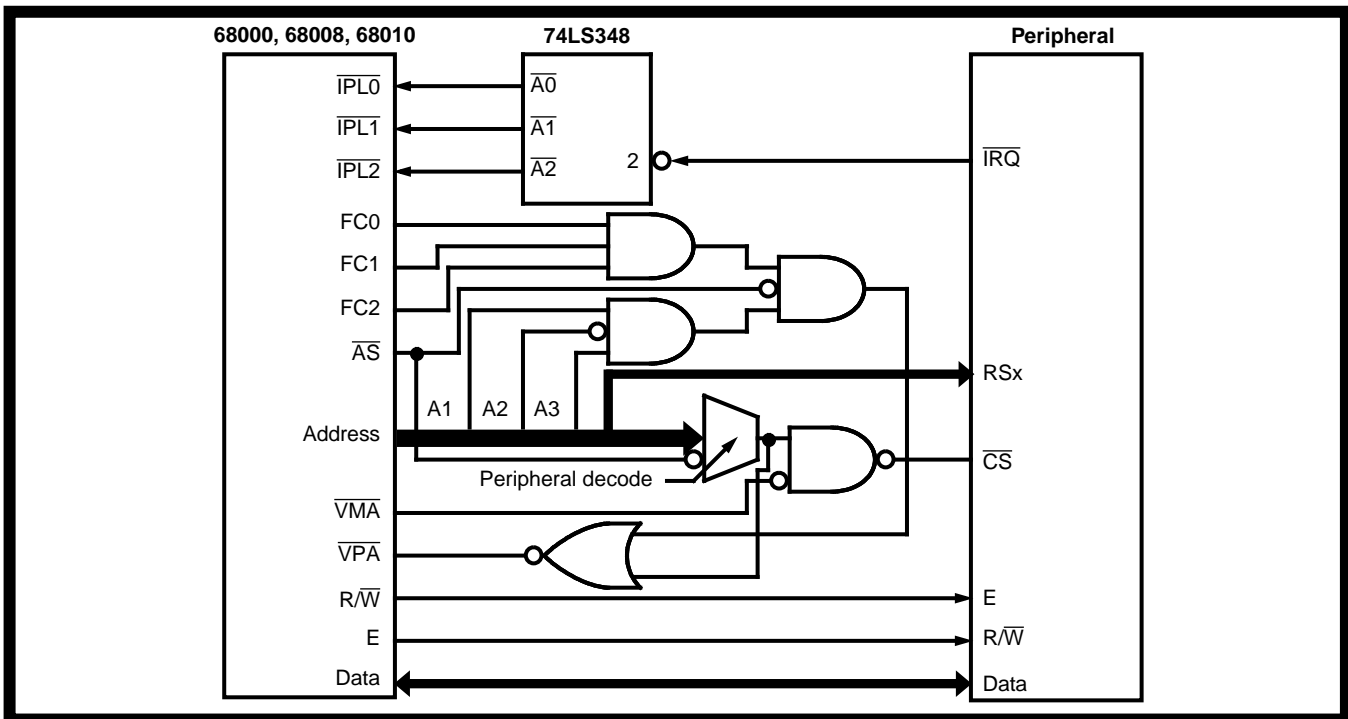 68000, 68008, 68010
74LS348
Peripheral
IPL0
A0
IPL1
A1
IPL2
A2
2
IRQ
FC0
FC1
FC2
AS
RSx
A1
A2
A3
Address
Peripheral decode
CS
VMA
VPA
R/W
E
E
R/W
Data
Data